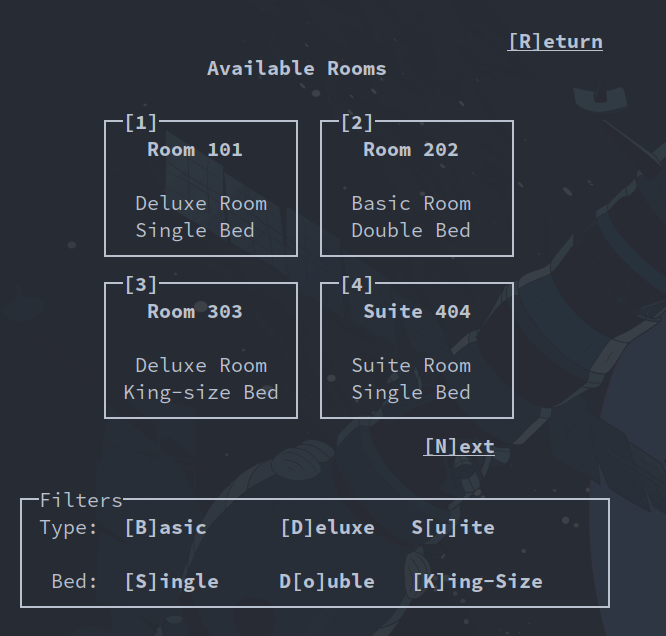 [R]eturn
Available Rooms
[1] [2]
Room 101 Room 202
Deluxe Room Basic Room
Single Bed Double Bed
[3] [4]
Room 303 Suite 404
Deluxe Room Suite Room
King-size Bed Single Bed
[N]ext
Filters
Type: [B]asic [D]eluxe S[u]ite
Bed: [S]ingle D[o]uble [K]ing-Size